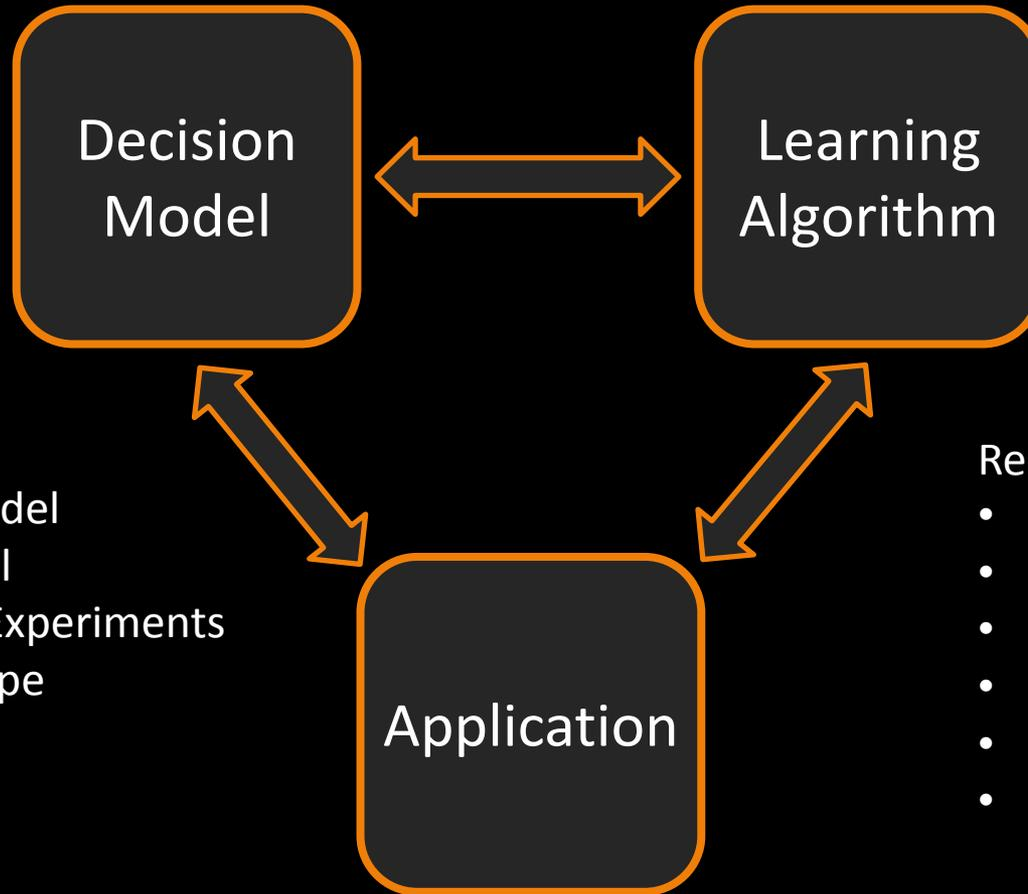 Decision
Model
Learning
Algorithm
del
l
Experiments
pe
Re
•
•
•
•
•
•
Application